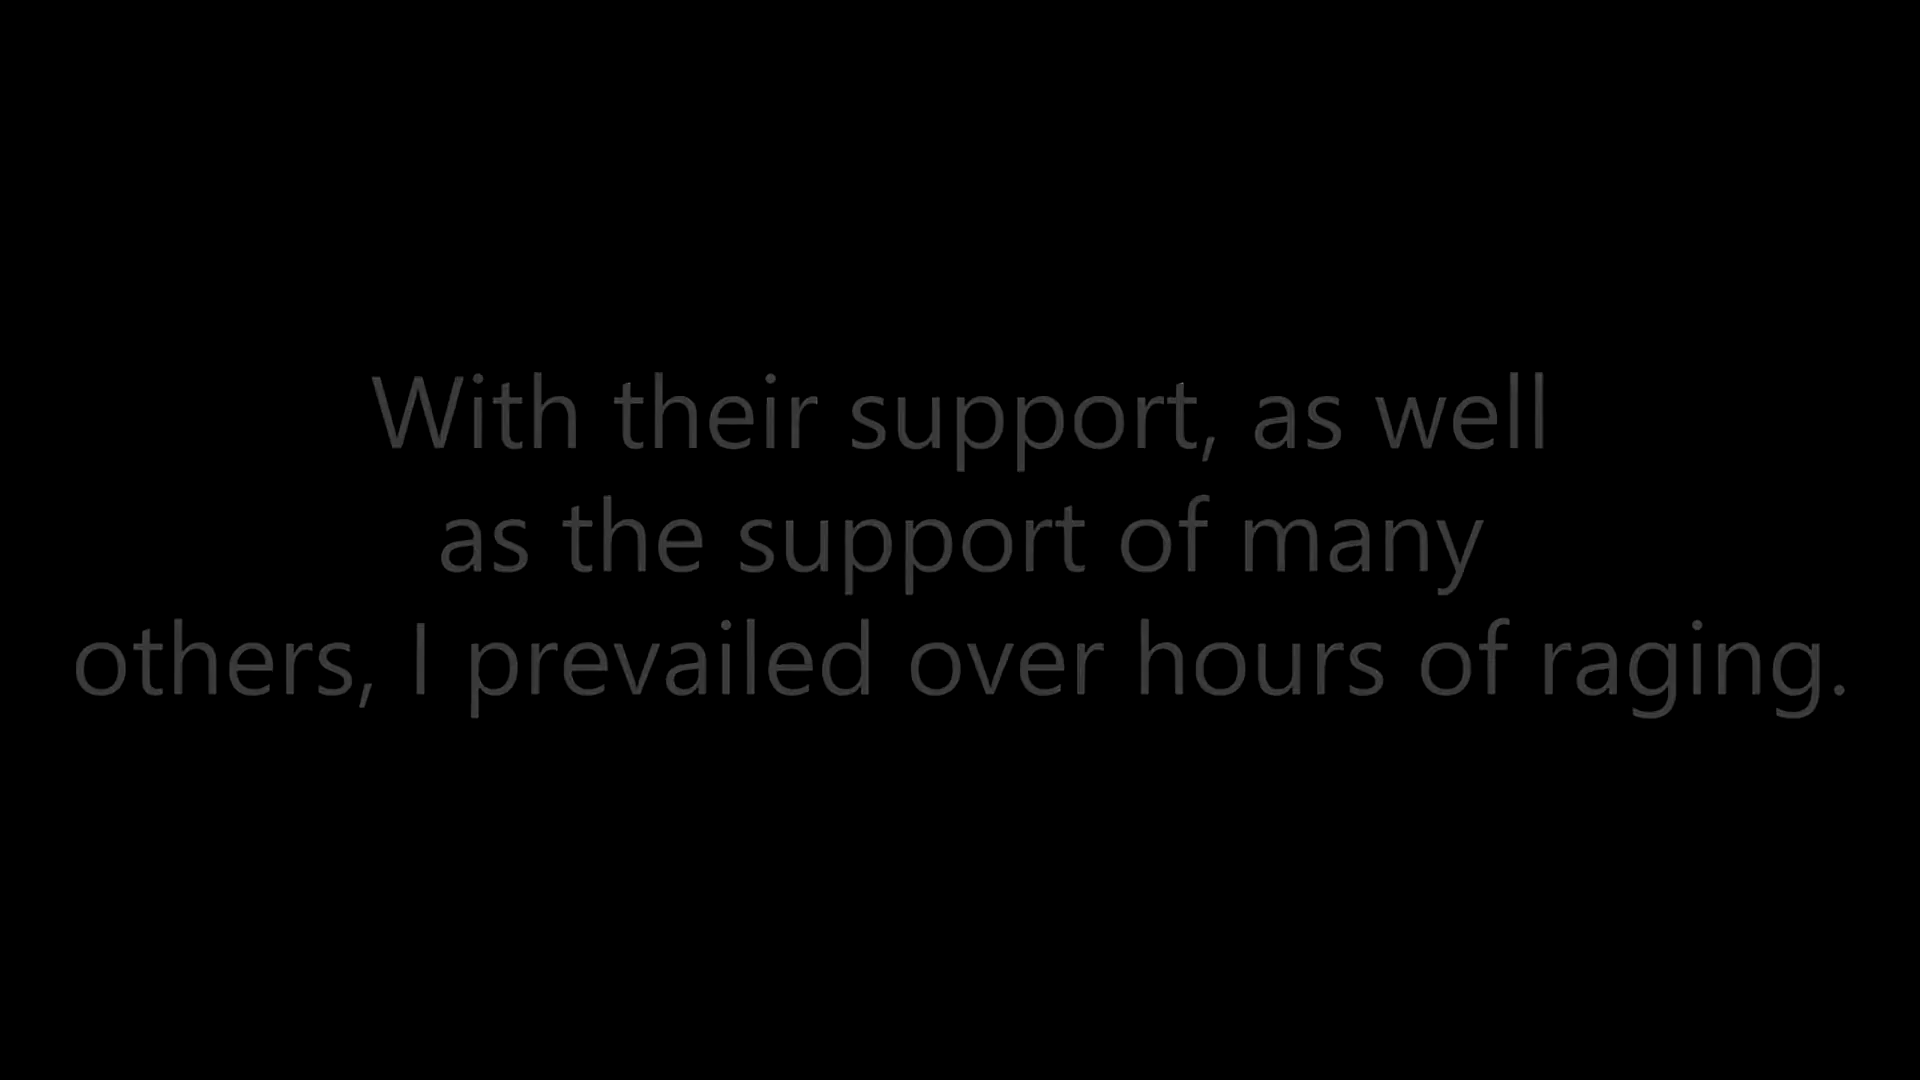 With their support, as well
as the support of many
others, I prevailed over hours of raging.